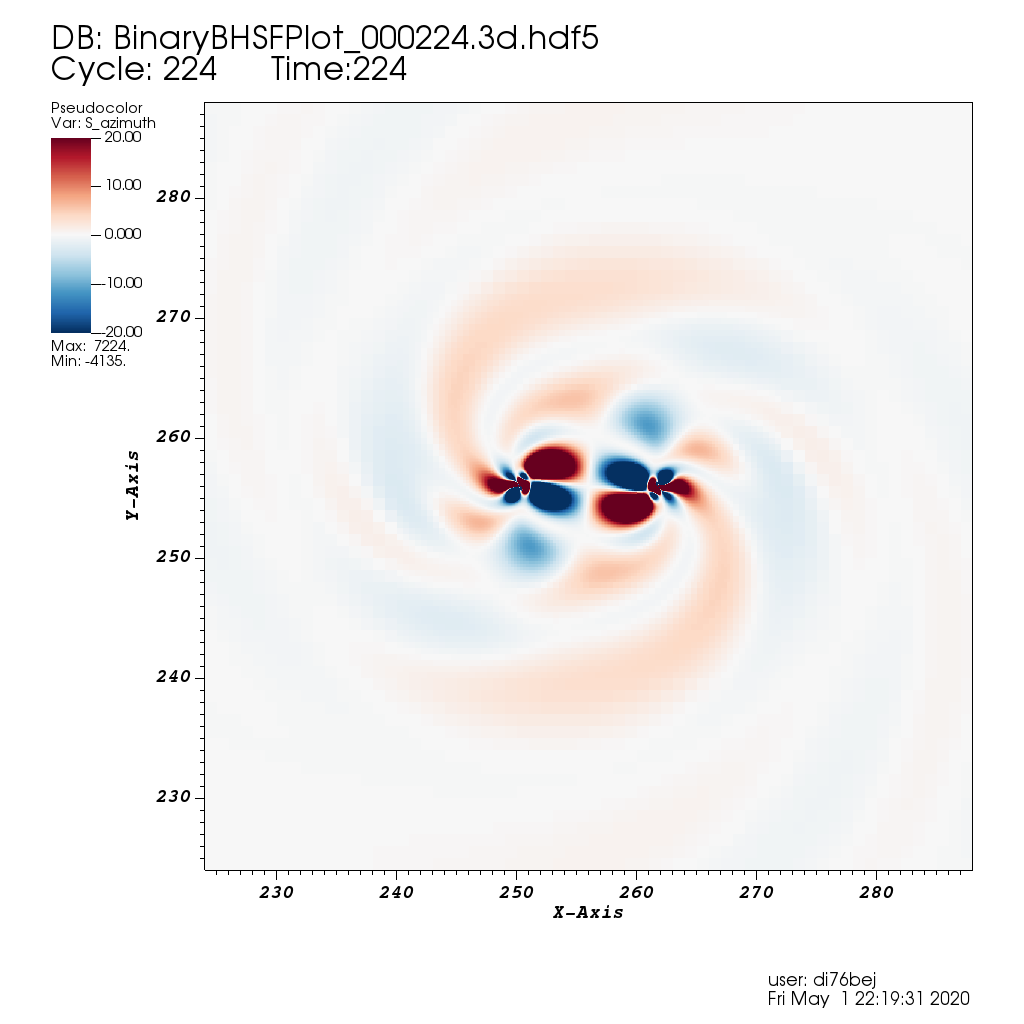 DB: BinaryBHSFPlot_000224.3d.hdf5
Cycle: 224 Time:224
Pseudocolor
Var: S_azimuth
20.00
10.00
0.000
-10.00
-20.00
Max: 7224.
Min: -4135.
280
270
260
250
240
230
Y-Axis
230 240 250 260 270 280
X-Axis
user: di76bej
Fri May 1 22:19:31 2020